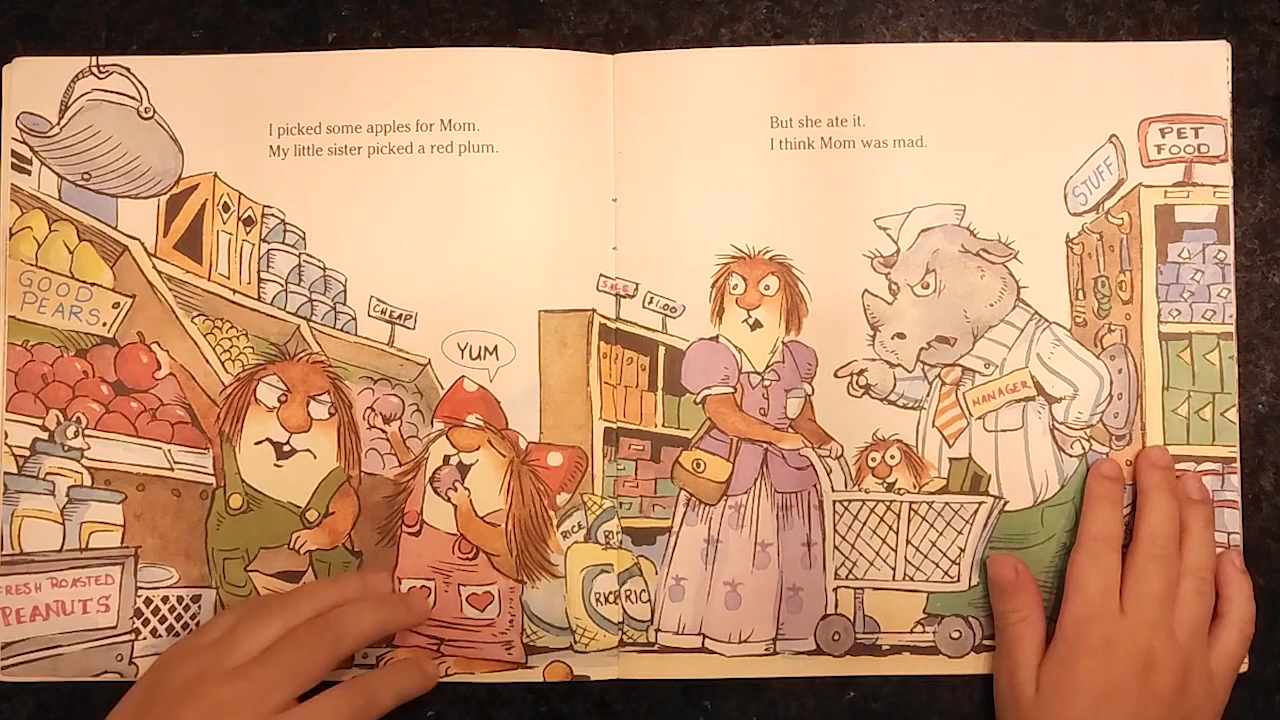 I picked some apples for Mom.
My little sister picked a red plum.
But she ate it.
I think Mom was mad.
PET
FOOD
STUFF
GOOD
PEARS.
CHEAP
SALE
$1.00
YUM
MANAGER
RICE
RI
RICE
RIC
FRESH ROASTED
PEANUTS